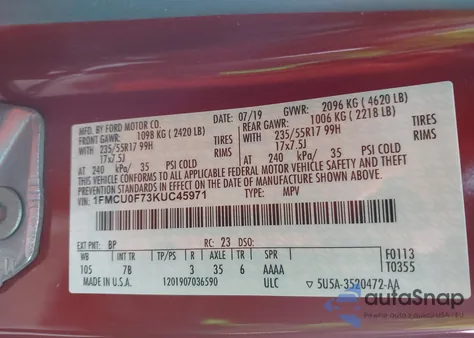 MFD. BY FORD MOTOR CO.
DATE: 07/19 GVWR: 2096 KG ( 4620 LB)
FRONT GAWR: 1098 KG ( 2420 LB) REAR GAWR: 1006 KG ( 2218 LB)
WITH 235/55R17 99H TIRES WITH 235/55R17 99H TIRES
17x7.5J RIMS 17x7.5J RIMS
AT 240 kPa/ 35 PSI COLD AT 240 kPa/ 35 PSI COLD
THIS VEHICLE CONFORMS TO ALL APPLICABLE FEDERAL MOTOR VEHICLE SAFETY AND THEFT
PREVENTION STANDARDS IN EFFECT ON THE DATE OF MANUFACTURE SHOWN ABOVE.
1FMCU0F73KUC45971 TYPE: MPV
EXT PNT: BP RC: 23 DSO:
WB TP/PS R AXLE TR SPR F0113
105 7B 3 35 6 AAAA T0355
MADE IN U.S.A. 1201907036590 ULC 5U5A-3520472-AA
autoSnap